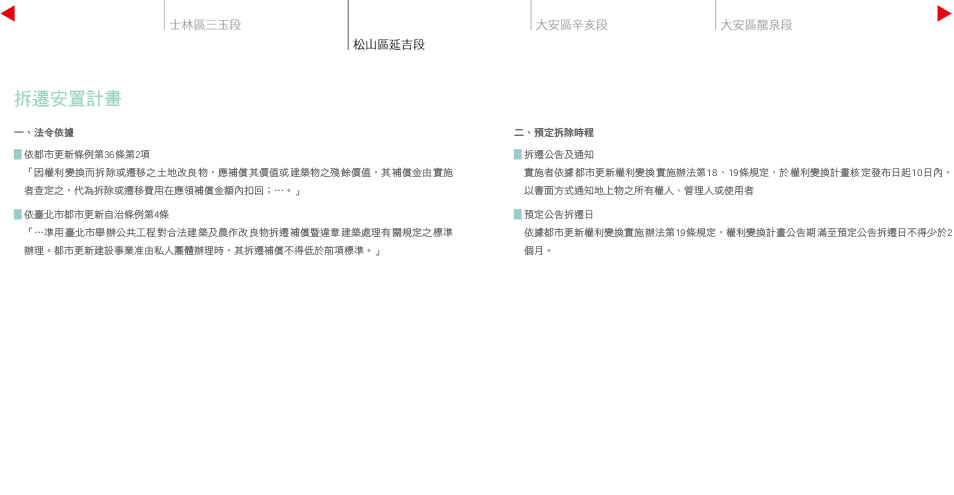 士林區三玉段
松山區延吉段
大安區辛亥段
大安區龍泉段
拆遷安置計畫
一、法令依據
依都市更新條例第36條第2項
「因權利變換而拆除或遷移之土地改良物，應補償其價值或建築物之殘餘價值，其補償金由實施
者查定之，代為拆除或遷移費用在應領補償金額內扣回；…。」
依臺北市都市更新自治條例第4條
「…準用臺北市舉辦公共工程對合法建築及農作改良物拆遷補償暨違章建築處理有關規定之標準
辦理。都市更新建設事業准由私人團體辦理時，其拆遷補償不得低於前項標準。」
二、預定拆除時程
拆遷公告及通知
實施者依據都市更新權利變換實施辦法第18、19條規定，於權利變換計畫核定發布日起10日內，
以書面方式通知地上物之所有權人、管理人或使用者
預定公告拆遷日
依據都市更新權利變換實施辦法第19條規定，權利變換計畫公告期滿至預定公告拆遷日不得少於2
個月。